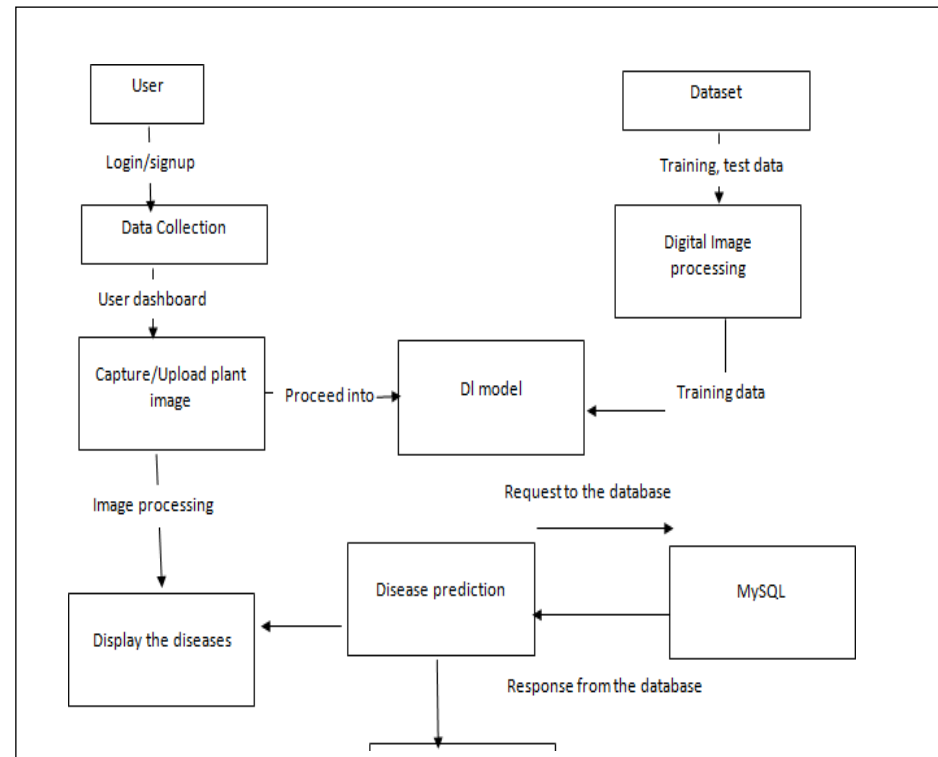 User
Dataset
Login/signup
Training, test data
Data Collection
Digital Image
processing
User dashboard
Capture/Upload plant
image
Proceed into
Dl model
Training data
Image processing
Request to the database
Disease prediction
MySQL
Display the diseases
Response from the database